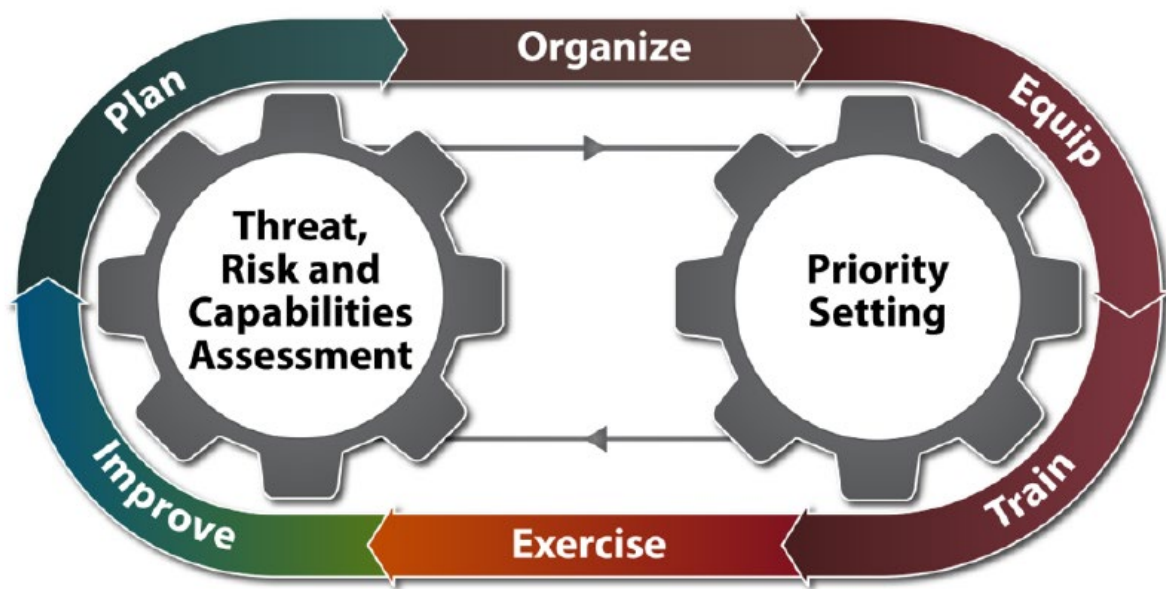 Plan
Organize
Equip
Threat,
Risk and
Capabilities
Assessment
Priority
Setting
Improve
Exercise
Train